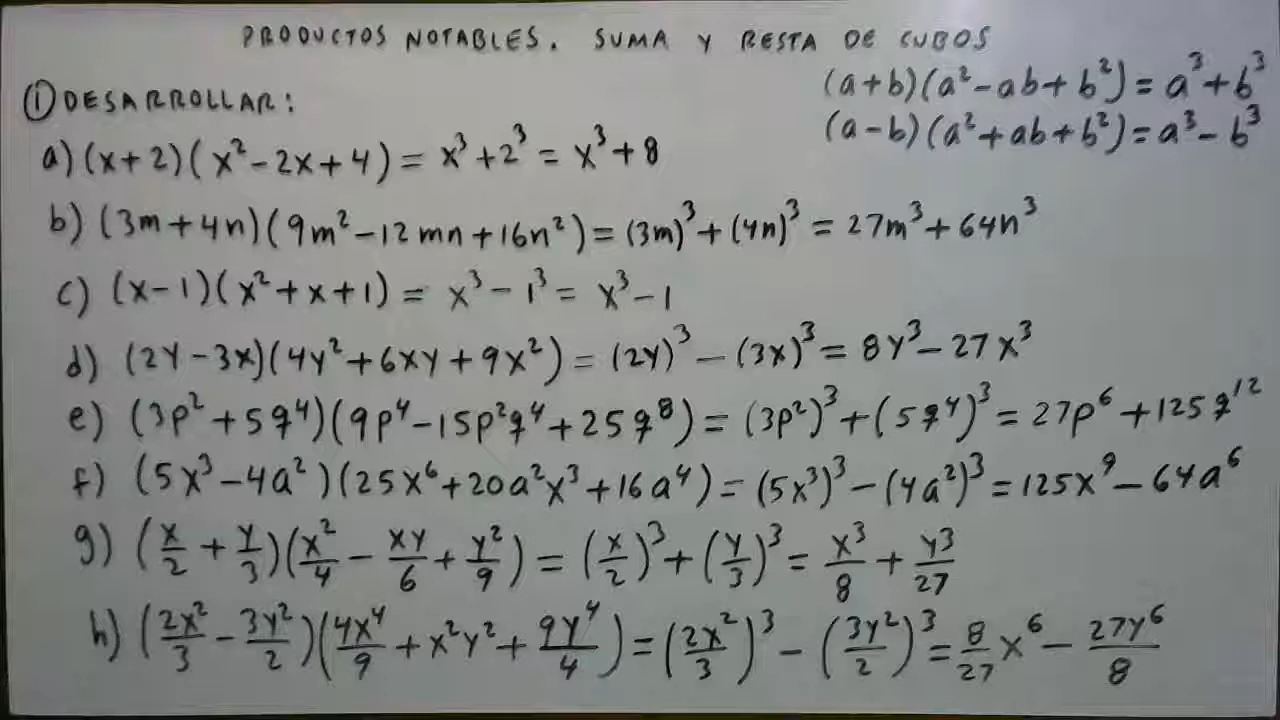 PRODUCTOS NOTABLES. SUMA Y RESTA DE CUBOS
(a+b)(a²-ab+b²)=a³+b³
① DESARROLLAR:
(a-b)(a²+ab+b²)=a³-b³
a) (x+2)(x²-2x+4) = x³+2³ = x³+8
b) (3m+4n)(9m²-12mn+16n²) = (3m)³+(4n)³ = 27m³+64n³
c) (x-1)(x²+x+1) = x³-1³ = x³-1
d) (2y-3x)(4y²+6xy+9x²) = (2y)³-(3x)³ = 8y³-27x³
e) (3p²+5q⁴)(9p⁴-15p²q⁴+25q⁸) = (3p²)³+(5q⁴)³ = 27p⁶+125q¹²
f) (5x³-4a²)(25x⁶+20a²x³+16a⁴) = (5x³)³-(4a²)³ = 125x⁹-64a⁶
g) (x/2 + y/3)(x²/4 - xy/6 + y²/9) = (x/2)³+(y/3)³ = x³/8 + y³/27
h) (2x²/3 - 3y²/2)(4x⁴/9 + x²y² + 9y⁴/4) = (2x²/3)³ - (3y²/2)³ = 8/27 x⁶ - 27y⁶/8